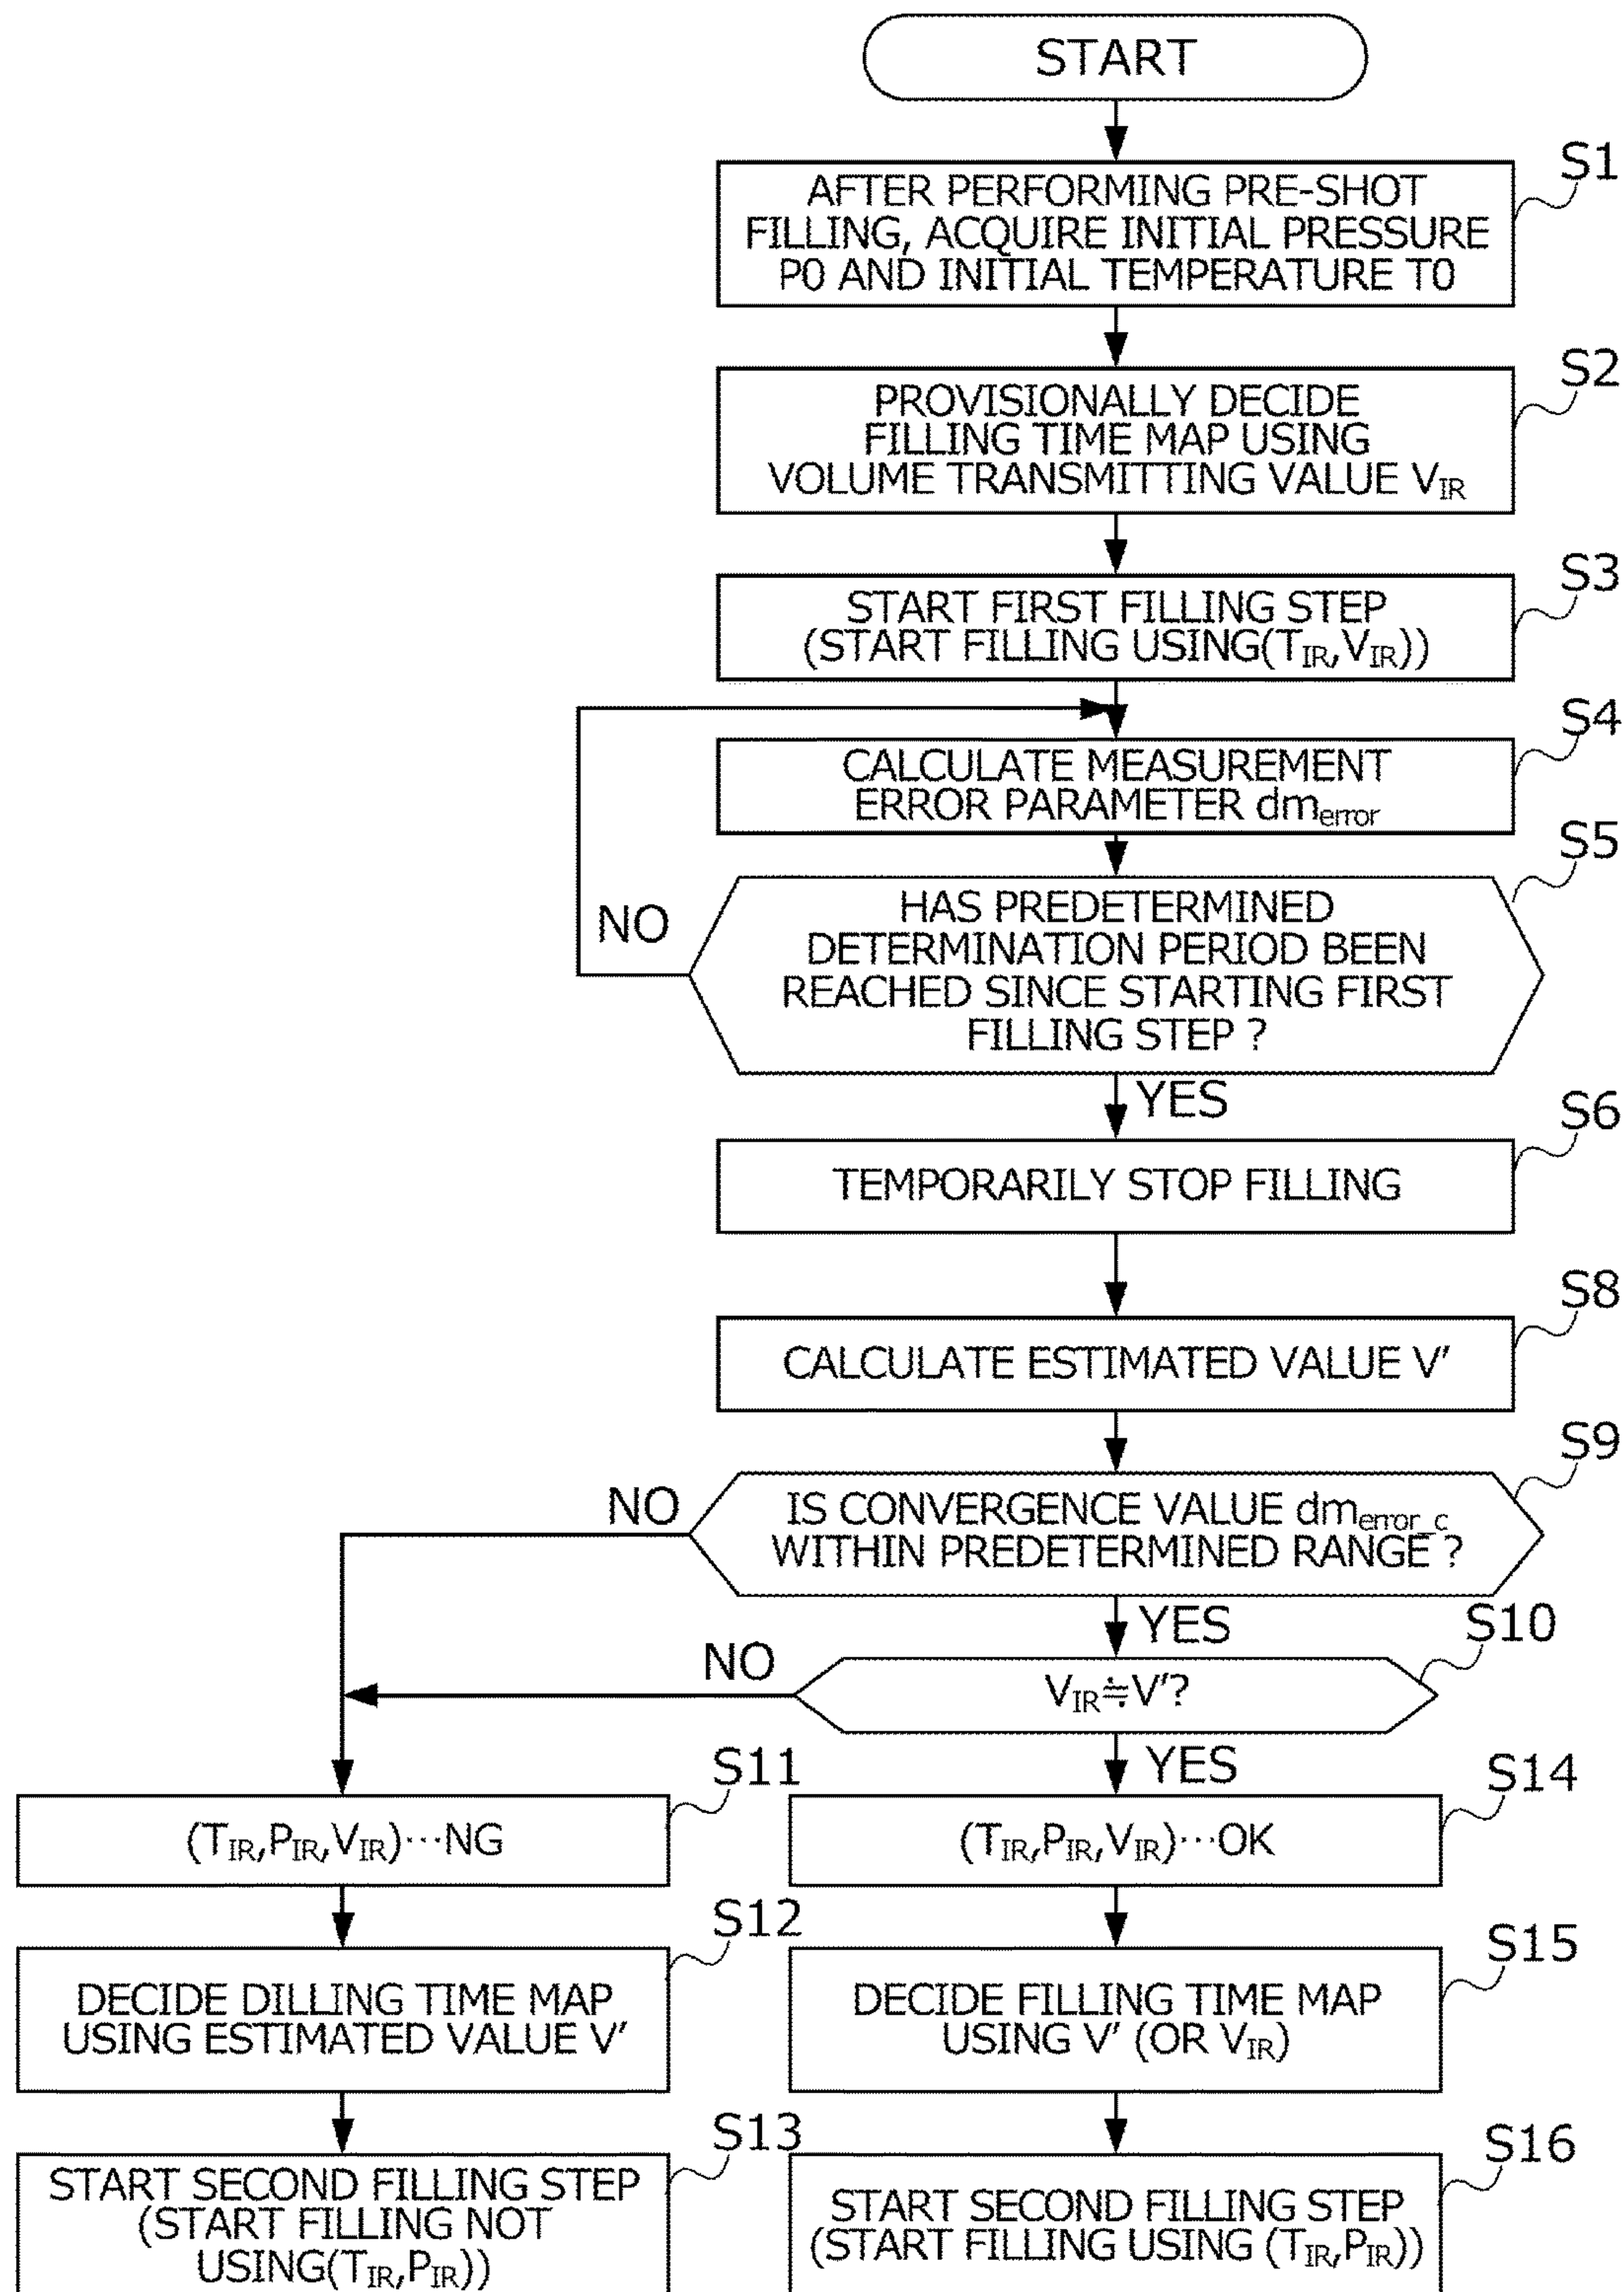 START
S1
AFTER PERFORMING PRE-SHOT
FILLING, ACQUIRE INITIAL PRESSURE
P0 AND INITIAL TEMPERATURE T0
S2
PROVISIONALLY DECIDE
FILLING TIME MAP USING
VOLUME TRANSMITTING VALUE VIR
S3
START FIRST FILLING STEP
(START FILLING USING(TIR,VIR))
S4
CALCULATE MEASUREMENT
ERROR PARAMETER dmerror
S5
HAS PREDETERMINED
DETERMINATION PERIOD BEEN
REACHED SINCE STARTING FIRST
FILLING STEP ?
NO
YES
S6
TEMPORARILY STOP FILLING
S8
CALCULATE ESTIMATED VALUE V'
S9
IS CONVERGENCE VALUE dmerror_c
WITHIN PREDETERMINED RANGE ?
NO
YES
S10
VIR≒V'?
NO
YES
S11
(TIR,PIR,VIR)···NG
S14
(TIR,PIR,VIR)···OK
S12
DECIDE DILLING TIME MAP
USING ESTIMATED VALUE V'
S15
DECIDE FILLING TIME MAP
USING V' (OR VIR)
S13
START SECOND FILLING STEP
(START FILLING NOT
USING(TIR,PIR))
S16
START SECOND FILLING STEP
(START FILLING USING (TIR,PIR))